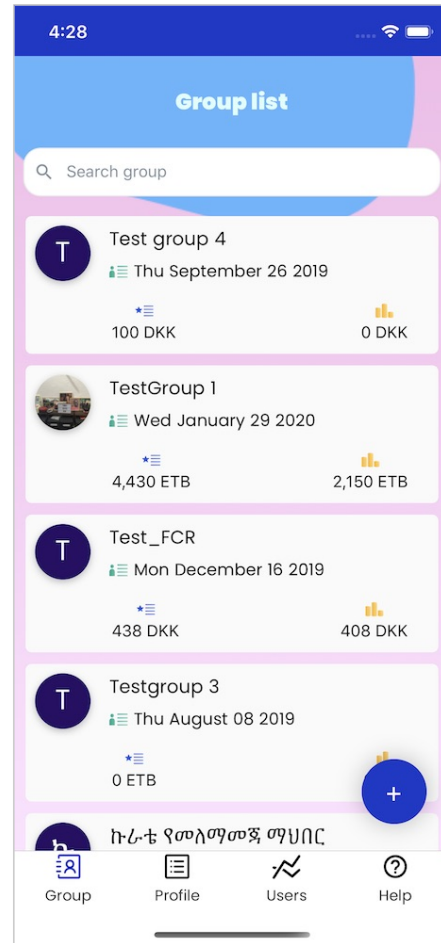 4:28
Group list
Search group
T
Test group 4
Thu September 26 2019
100 DKK
0 DKK
TestGroup 1
Wed January 29 2020
4,430 ETB
2,150 ETB
T
Test_FCR
Mon December 16 2019
438 DKK
408 DKK
T
Testgroup 3
Thu August 08 2019
0 ETB
+
ኩራቴ የመለማመጃ ማህበር
Group
Profile
Users
Help